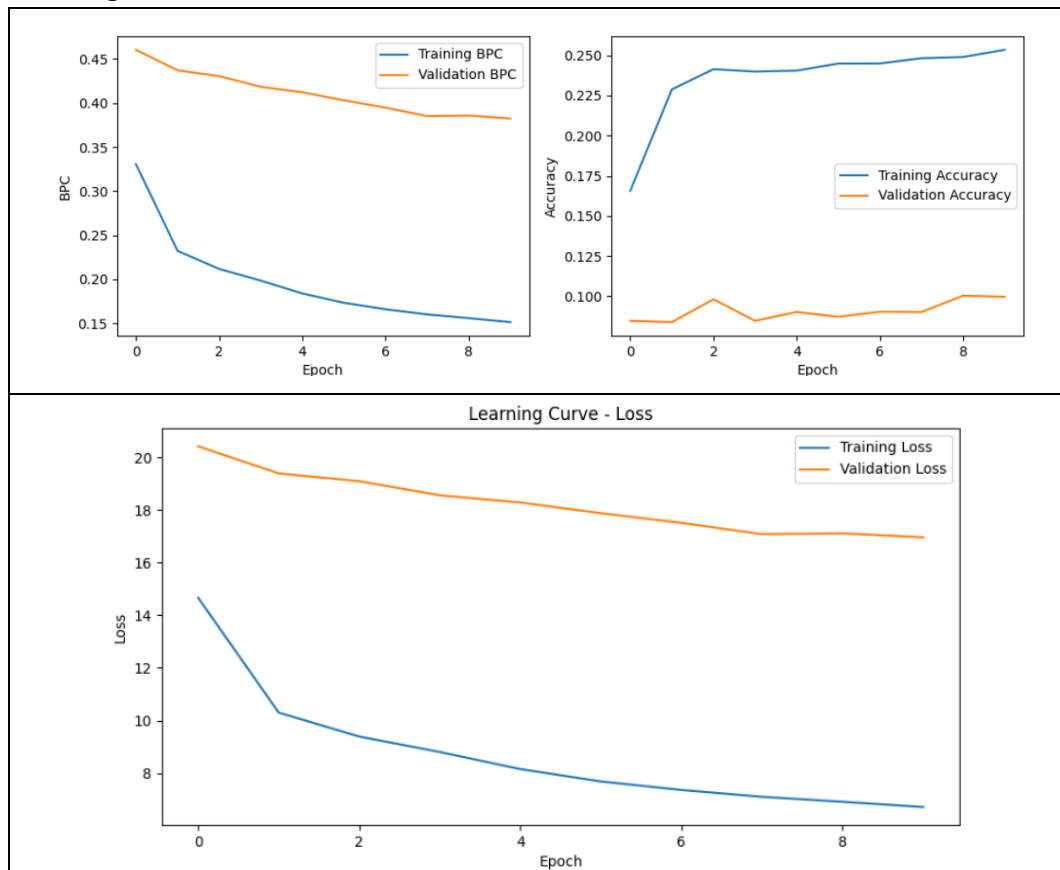 0.45
0.40
0.35
0.30
0.25
0.20
0.15
BPC
Training BPC
Validation BPC
0 2 4 6 8
Epoch
0.250
0.225
0.200
0.175
0.150
0.125
0.100
Accuracy
Training Accuracy
Validation Accuracy
0 2 4 6 8
Epoch
Learning Curve - Loss
20
18
16
14
12
10
8
Loss
Training Loss
Validation Loss
0 2 4 6 8
Epoch